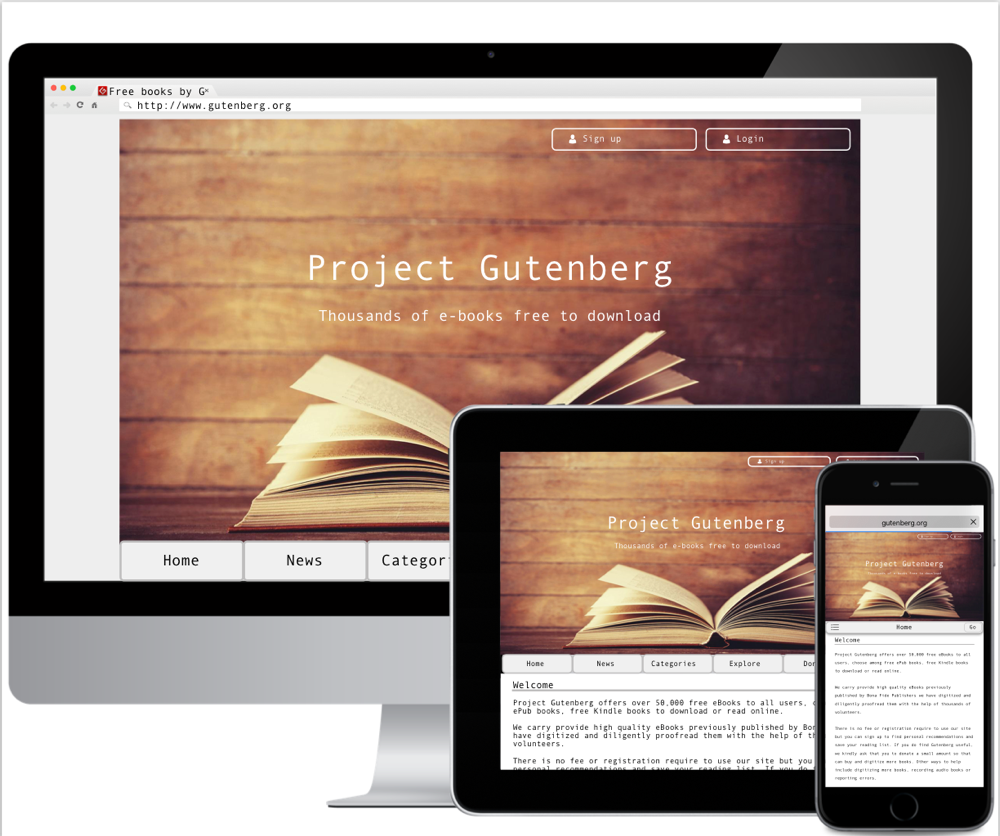 Free books by G
http://www.gutenberg.org
Sign up
Login
Project Gutenberg
Thousands of e-books free to download
Home
News
Categor
Sign up
Project Gutenberg
Thousands of e-books free to download
Home
News
Categories
Explore
Do
Welcome
Project Gutenberg offers over 50,000 free eBooks to all users,
ePub books, free Kindle books to download or read online.
We carry provide high quality eBooks previously published by Bon
have digitized and diligently proofread them with the help of th
volunteers.
There is no fee or registration require to use our site but you
personal recommendations and save your reading list. If you do
gutenberg.org
Project Gutenberg
Home
Go
Welcome
Project Gutenberg offers over 50,000 free eBooks to all
users, choose among free ePub books, free Kindle books
to download or read online.
We carry provide high quality eBooks previously
published by Bona fide Publishers we have digitized and
diligently proofread them with the help of thousands of
volunteers.
There is no fee or registration require to use our site
but you can sign up to find personal recommendations and
save your reading list. If you do find Gutenberg useful,
we kindly ask that you to donate a small amount so that
can buy and digitize more books. Other ways to help
include digitizing more books, recording audio books or
reporting errors.